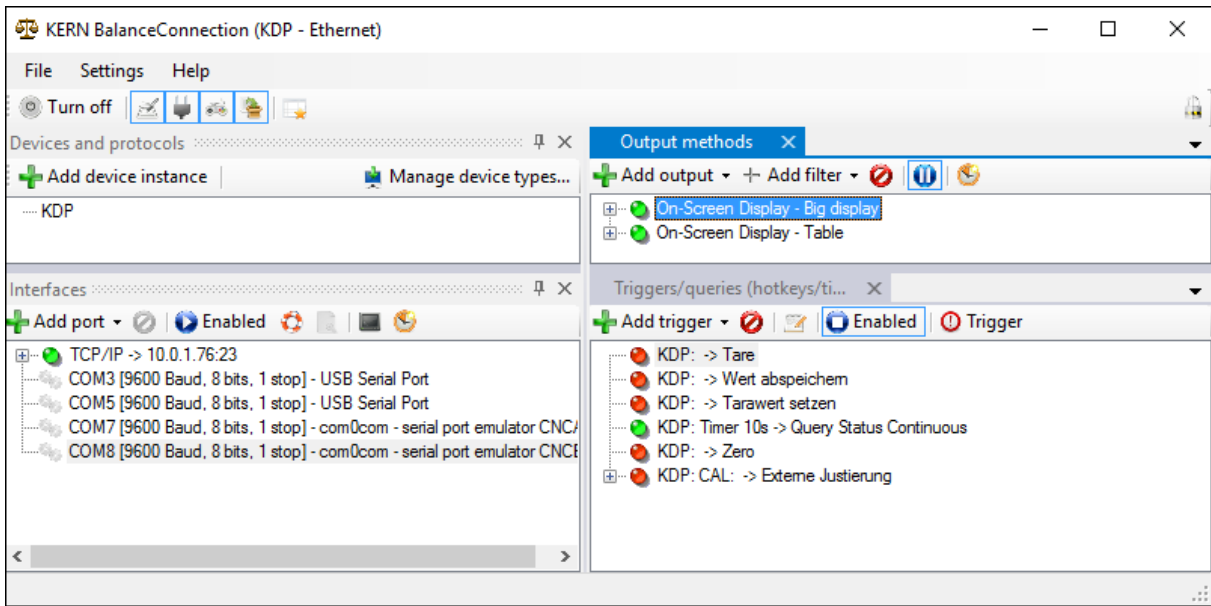 KERN BalanceConnection (KDP - Ethernet)
File Settings Help
Turn off
Devices and protocols
Add device instance Manage device types...
KDP
Output methods
Add output Add filter
On-Screen Display - Big display
On-Screen Display - Table
Interfaces
Add port Enabled
TCP/IP -> 10.0.1.76:23
COM3 [9600 Baud, 8 bits, 1 stop] - USB Serial Port
COM5 [9600 Baud, 8 bits, 1 stop] - USB Serial Port
COM7 [9600 Baud, 8 bits, 1 stop] - com0com - serial port emulator CNCA
COM8 [9600 Baud, 8 bits, 1 stop] - com0com - serial port emulator CNCB
Triggers/queries (hotkeys/ti...
Add trigger Enabled Trigger
KDP: -> Tare
KDP: -> Wert abspeichern
KDP: -> Tarawert setzen
KDP: Timer 10s -> Query Status Continuous
KDP: -> Zero
KDP: CAL: -> Externe Justierung